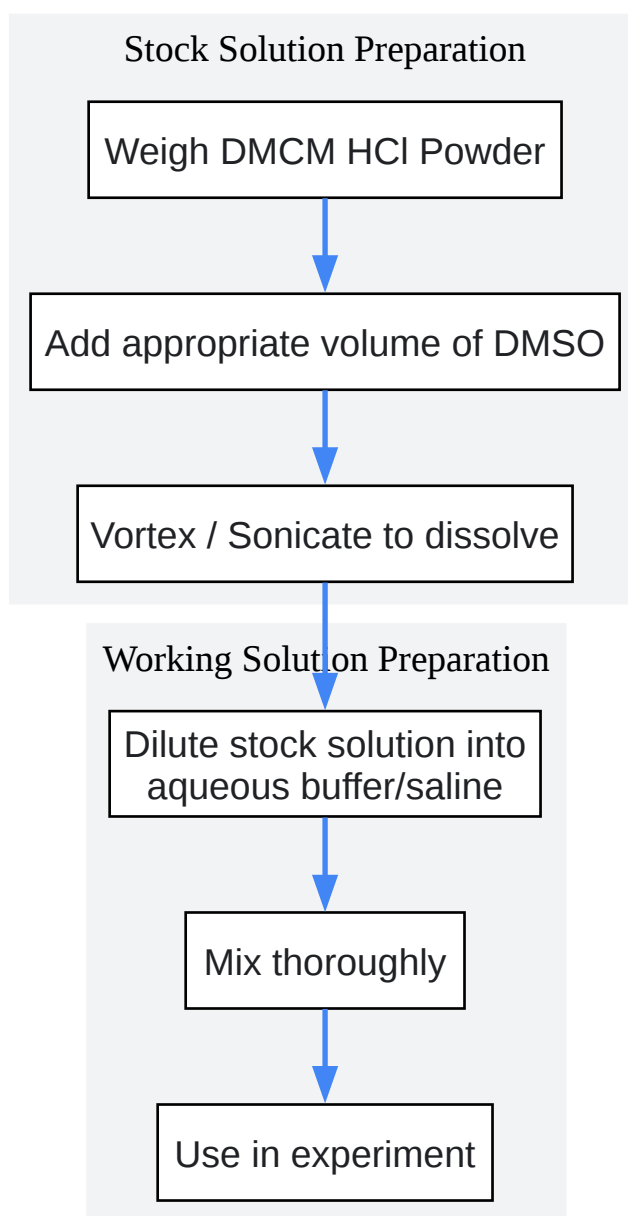 Stock Solution Preparation
Weigh DMCM HCl Powder
Add appropriate volume of DMSO
Vortex / Sonicate to dissolve
Working Solution Preparation
Dilute stock solution into
aqueous buffer/saline
Mix thoroughly
Use in experiment